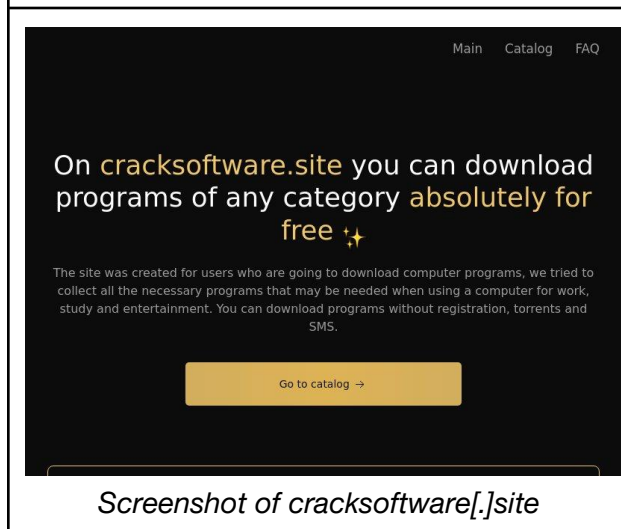 Main Catalog FAQ
On cracksoftware.site you can download
programs of any category absolutely for
free ✨
The site was created for users who are going to download computer programs, we tried to
collect all the necessary programs that may be needed when using a computer for work,
study and entertainment. You can download programs without registration, torrents and
SMS.
Go to catalog →
Screenshot of cracksoftware[.]site